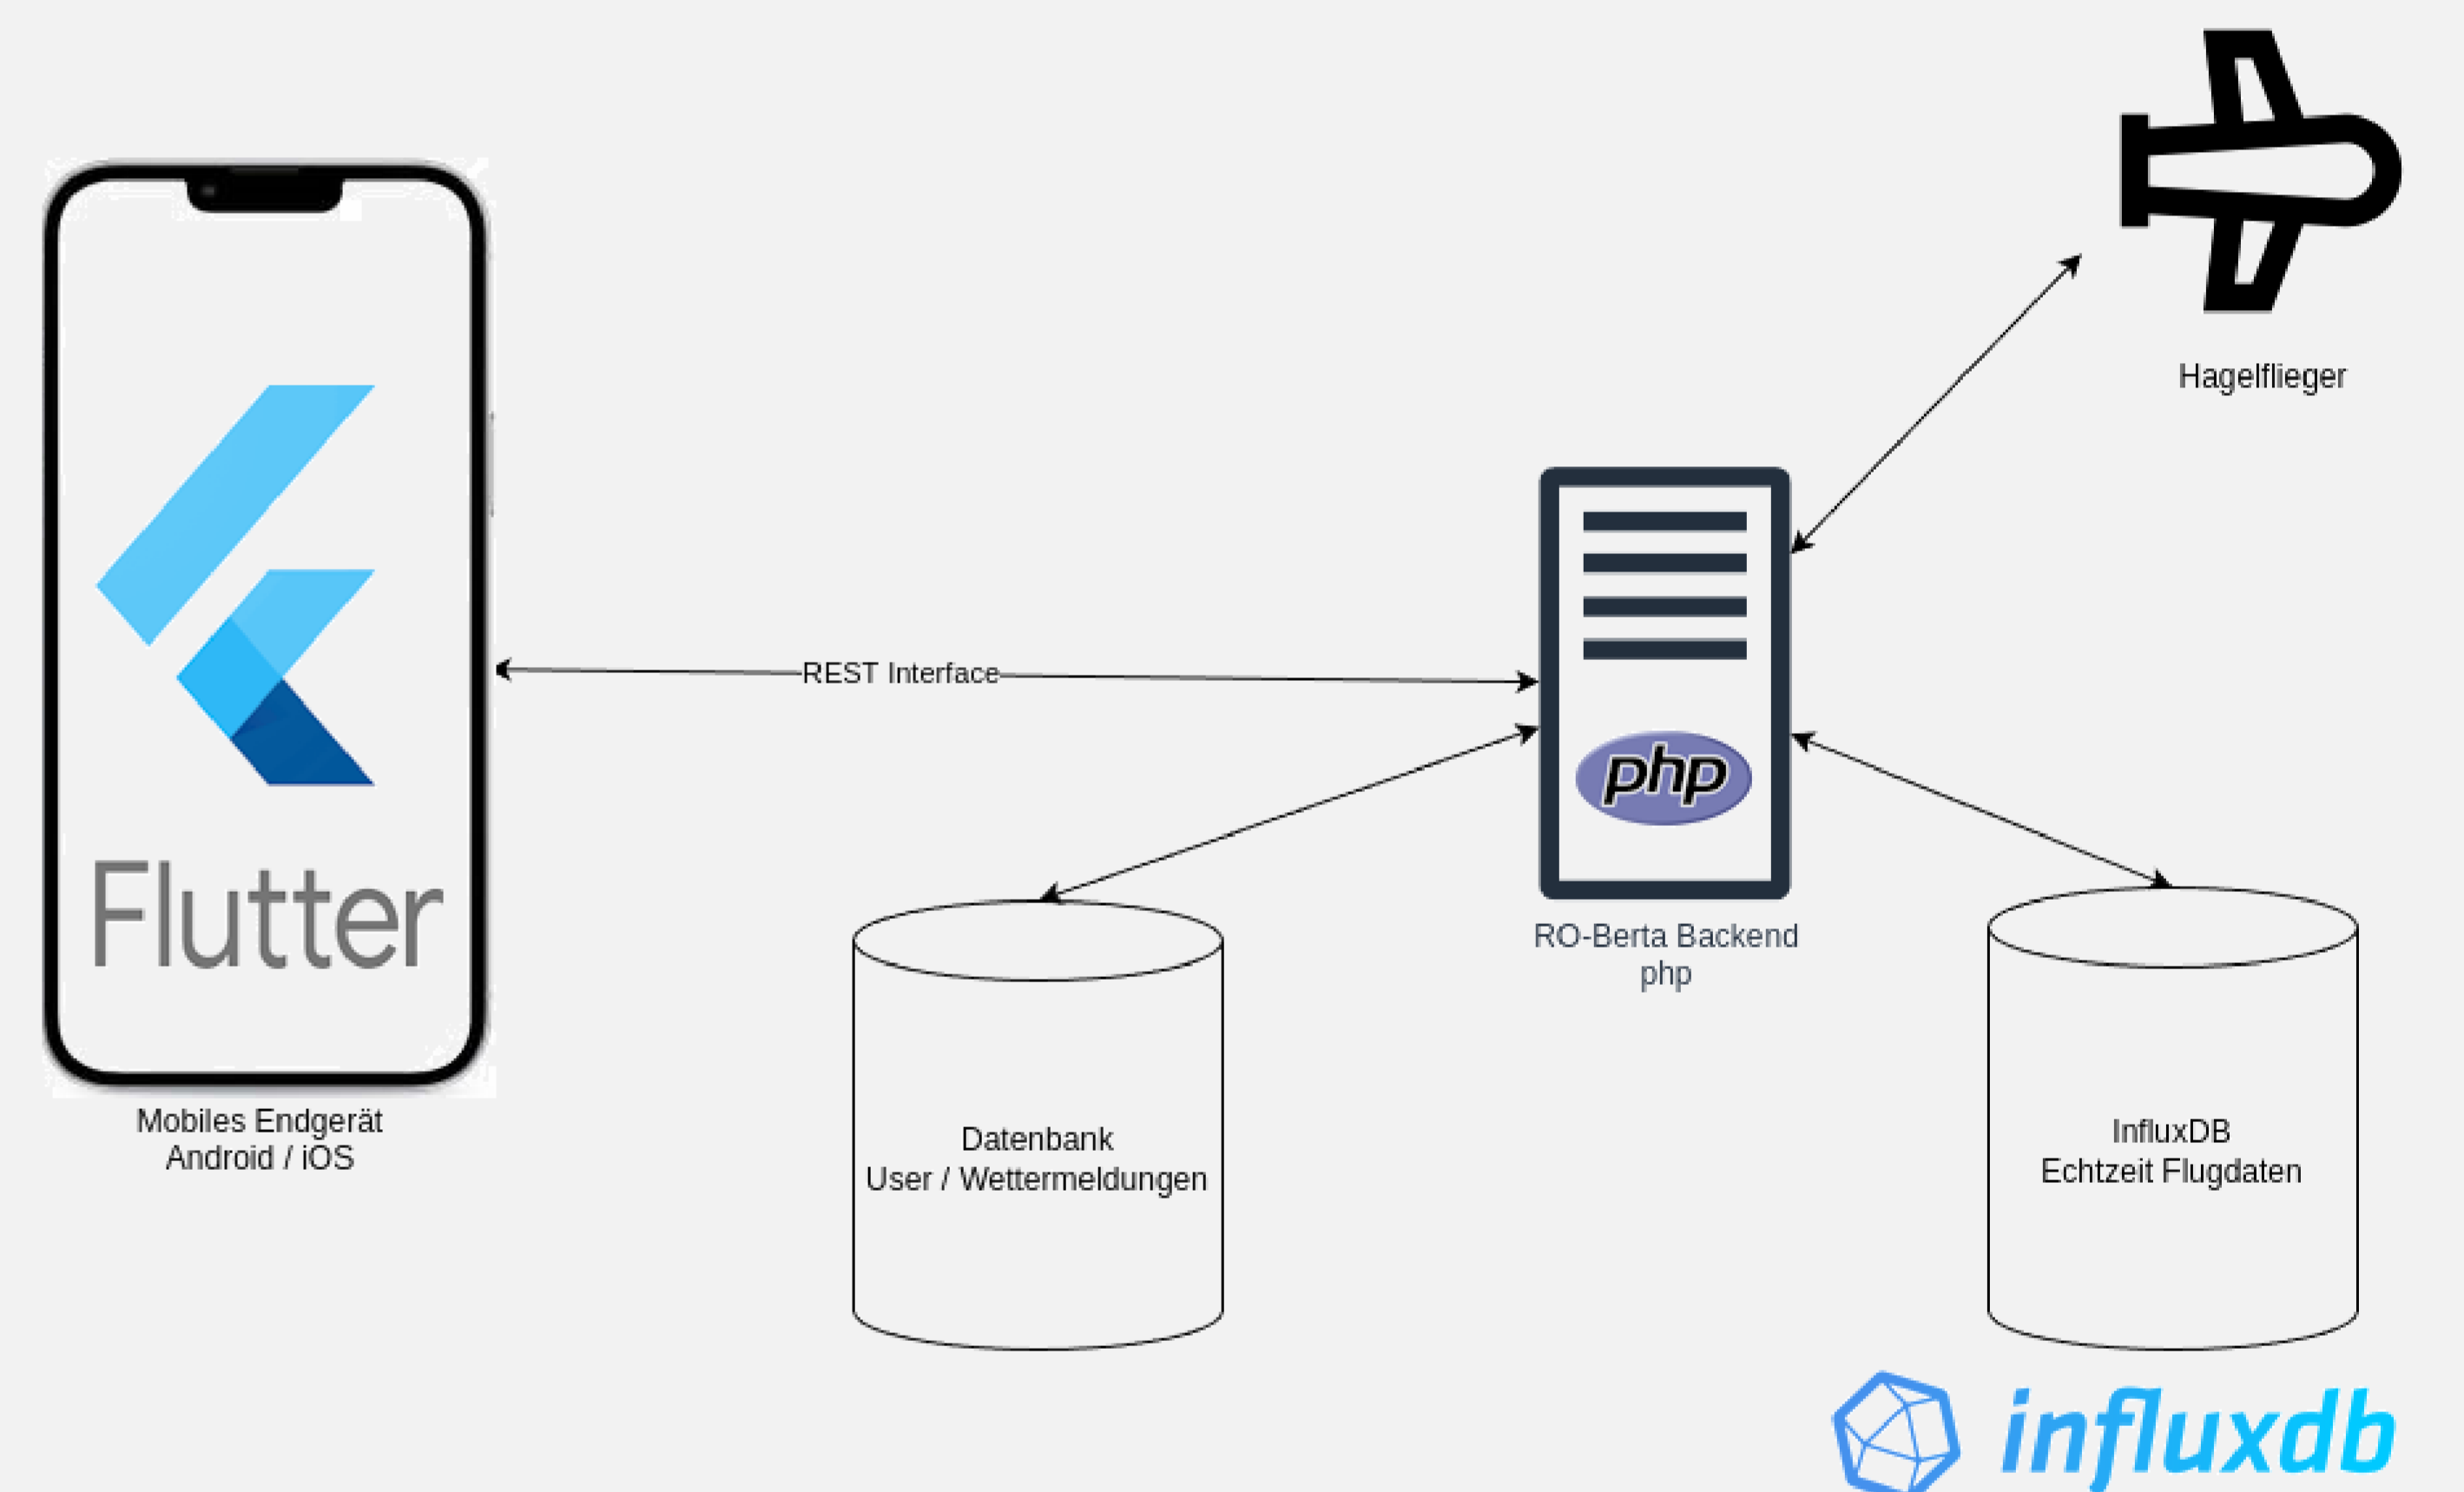 Hagelflieger
REST Interface
php
Flutter
RO-Berta Backend
php
Mobiles Endgerät
Android / iOS
Datenbank
User / Wettermeldungen
InfluxDB
Echtzeit Flugdaten
influxdb